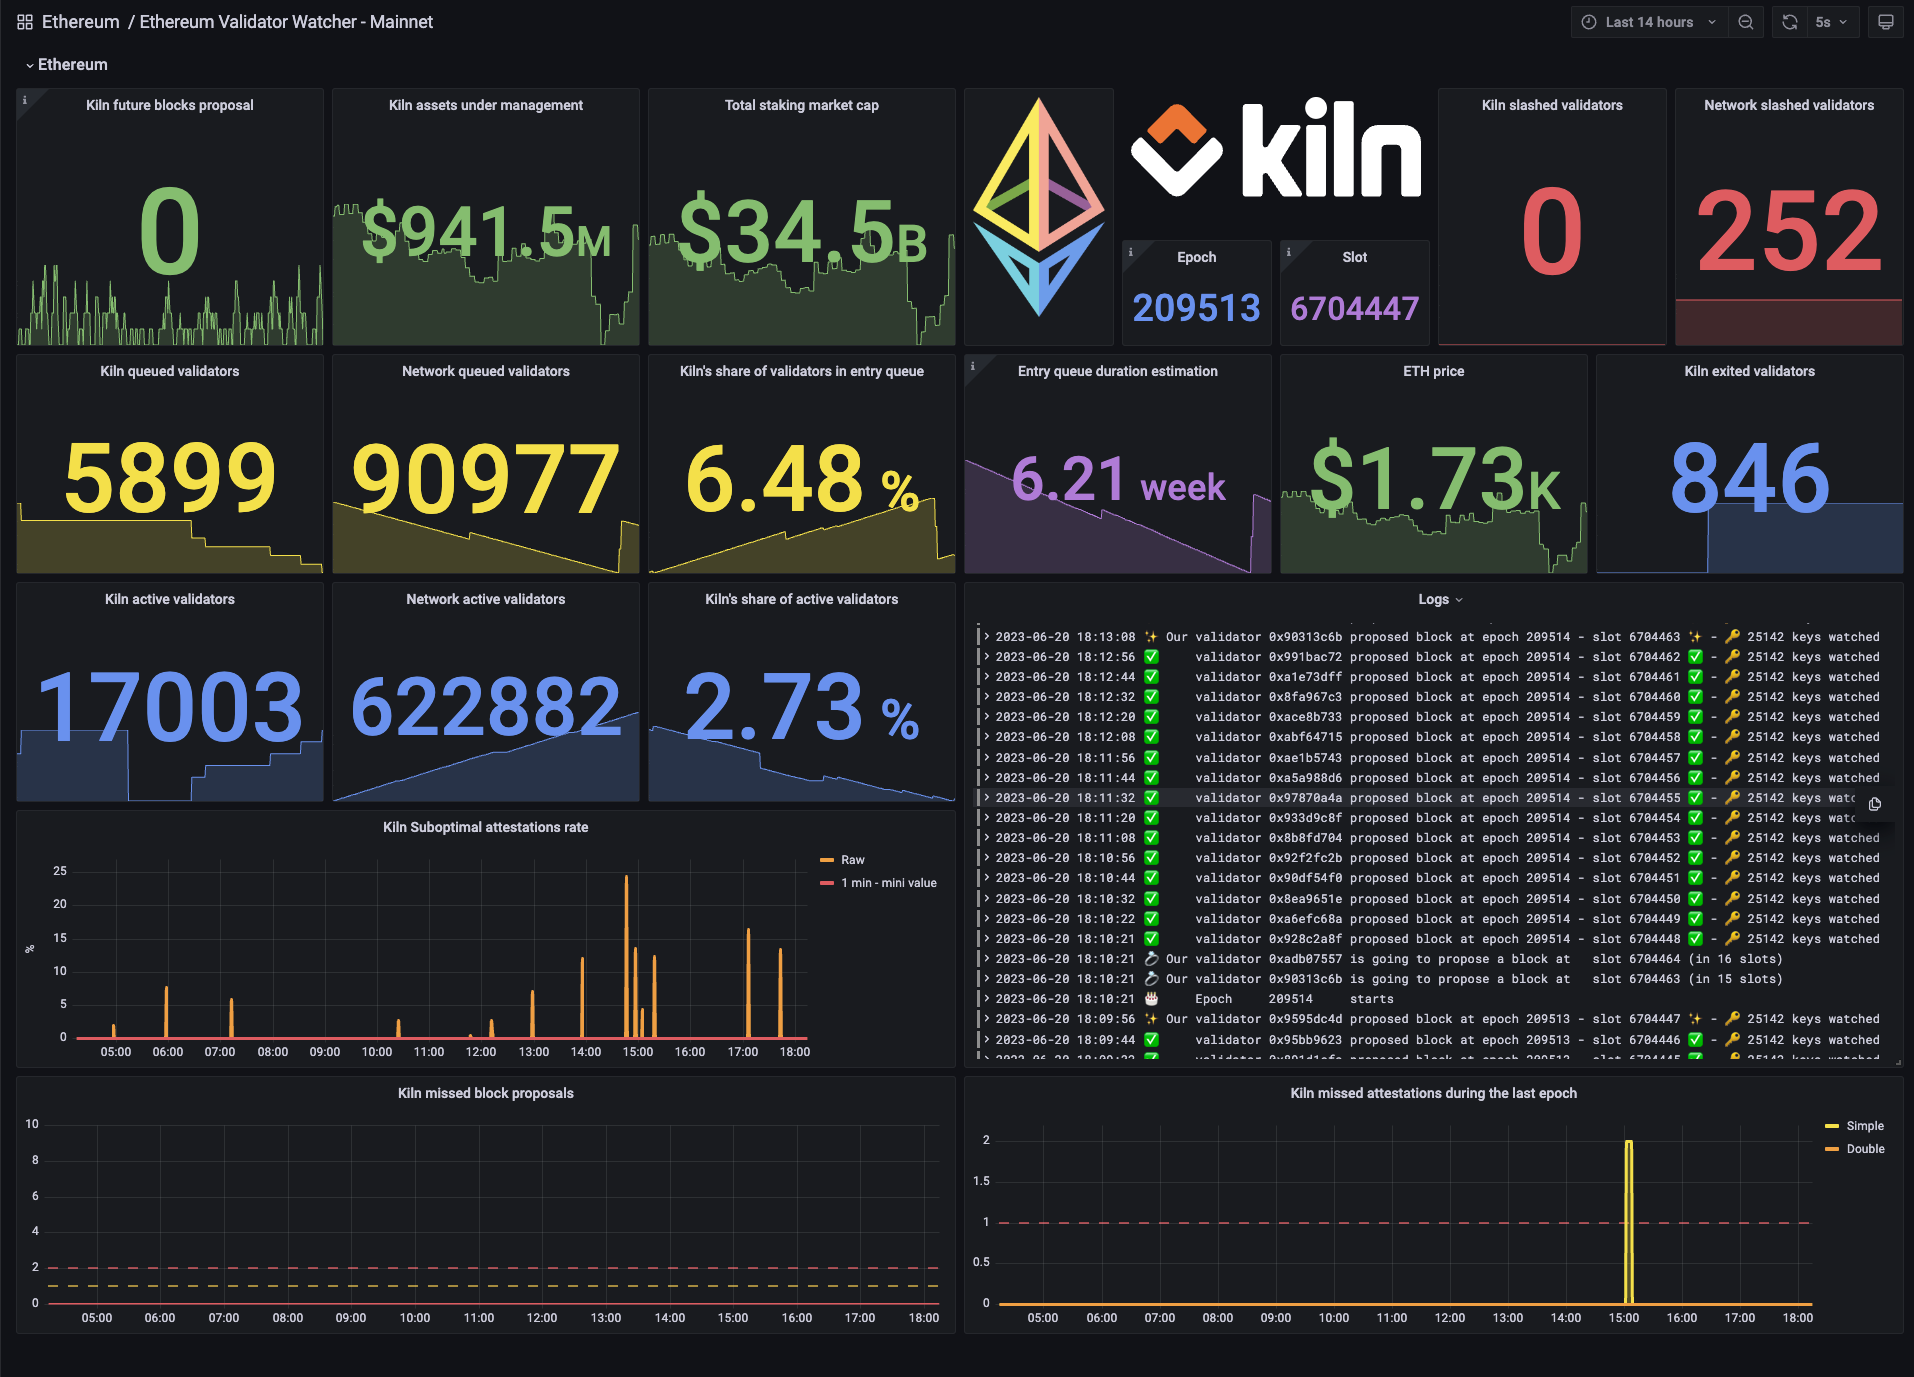 Ethereum / Ethereum Validator Watcher - Mainnet
Last 14 hours
5s
Ethereum
Kiln future blocks proposal
0
Kiln assets under management
$941.5M
Total staking market cap
$34.5B
kiln
Epoch
209513
Slot
6704447
Kiln slashed validators
0
Network slashed validators
252
Kiln queued validators
5899
Network queued validators
90977
Kiln's share of validators in entry queue
6.48 %
Entry queue duration estimation
6.21 week
ETH price
$1.73K
Kiln exited validators
846
Kiln active validators
17003
Network active validators
622882
Kiln's share of active validators
2.73 %
Logs
2023-06-20 18:13:08 ✨ Our validator 0x90313c6b proposed block at epoch 209514 - slot 6704463 ✨ - 🔑 25142 keys watched
2023-06-20 18:12:56 ✅ validator 0x991bac72 proposed block at epoch 209514 - slot 6704462 ✅ - 🔑 25142 keys watched
2023-06-20 18:12:44 ✅ validator 0xa1e73dff proposed block at epoch 209514 - slot 6704461 ✅ - 🔑 25142 keys watched
2023-06-20 18:12:32 ✅ validator 0x8fa967c3 proposed block at epoch 209514 - slot 6704460 ✅ - 🔑 25142 keys watched
2023-06-20 18:12:20 ✅ validator 0xace8b733 proposed block at epoch 209514 - slot 6704459 ✅ - 🔑 25142 keys watched
2023-06-20 18:12:08 ✅ validator 0xabf64715 proposed block at epoch 209514 - slot 6704458 ✅ - 🔑 25142 keys watched
2023-06-20 18:11:56 ✅ validator 0xae1b5743 proposed block at epoch 209514 - slot 6704457 ✅ - 🔑 25142 keys watched
2023-06-20 18:11:44 ✅ validator 0xa5a988d6 proposed block at epoch 209514 - slot 6704456 ✅ - 🔑 25142 keys watched
2023-06-20 18:11:32 ✅ validator 0x97870a4a proposed block at epoch 209514 - slot 6704455 ✅ - 🔑 25142 keys watc
2023-06-20 18:11:20 ✅ validator 0x933d9c8f proposed block at epoch 209514 - slot 6704454 ✅ - 🔑 25142 keys watc
2023-06-20 18:11:08 ✅ validator 0x8b8fd704 proposed block at epoch 209514 - slot 6704453 ✅ - 🔑 25142 keys watched
2023-06-20 18:10:56 ✅ validator 0x92f2fc2b proposed block at epoch 209514 - slot 6704452 ✅ - 🔑 25142 keys watched
2023-06-20 18:10:44 ✅ validator 0x90df54f0 proposed block at epoch 209514 - slot 6704451 ✅ - 🔑 25142 keys watched
2023-06-20 18:10:32 ✅ validator 0x8ea9651e proposed block at epoch 209514 - slot 6704450 ✅ - 🔑 25142 keys watched
2023-06-20 18:10:22 ✅ validator 0xa6efc68a proposed block at epoch 209514 - slot 6704449 ✅ - 🔑 25142 keys watched
2023-06-20 18:10:21 ✅ validator 0x928c2a8f proposed block at epoch 209514 - slot 6704448 ✅ - 🔑 25142 keys watched
2023-06-20 18:10:21 💍 Our validator 0xadb07557 is going to propose a block at slot 6704464 (in 16 slots)
2023-06-20 18:10:21 💍 Our validator 0x90313c6b is going to propose a block at slot 6704463 (in 15 slots)
2023-06-20 18:10:21 🎂 Epoch 209514 starts
2023-06-20 18:09:56 ✨ Our validator 0x9595dc4d proposed block at epoch 209513 - slot 6704447 ✨ - 🔑 25142 keys watched
2023-06-20 18:09:44 ✅ validator 0x95bb9623 proposed block at epoch 209513 - slot 6704446 ✅ - 🔑 25142 keys watched
Kiln Suboptimal attestations rate
%
25
20
15
10
5
0
05:00 06:00 07:00 08:00 09:00 10:00 11:00 12:00 13:00 14:00 15:00 16:00 17:00 18:00
Raw
1 min - mini value
Kiln missed block proposals
10
8
6
4
2
0
05:00 06:00 07:00 08:00 09:00 10:00 11:00 12:00 13:00 14:00 15:00 16:00 17:00 18:00
Kiln missed attestations during the last epoch
2
1.5
1
0.5
0
05:00 06:00 07:00 08:00 09:00 10:00 11:00 12:00 13:00 14:00 15:00 16:00 17:00 18:00
Simple
Double